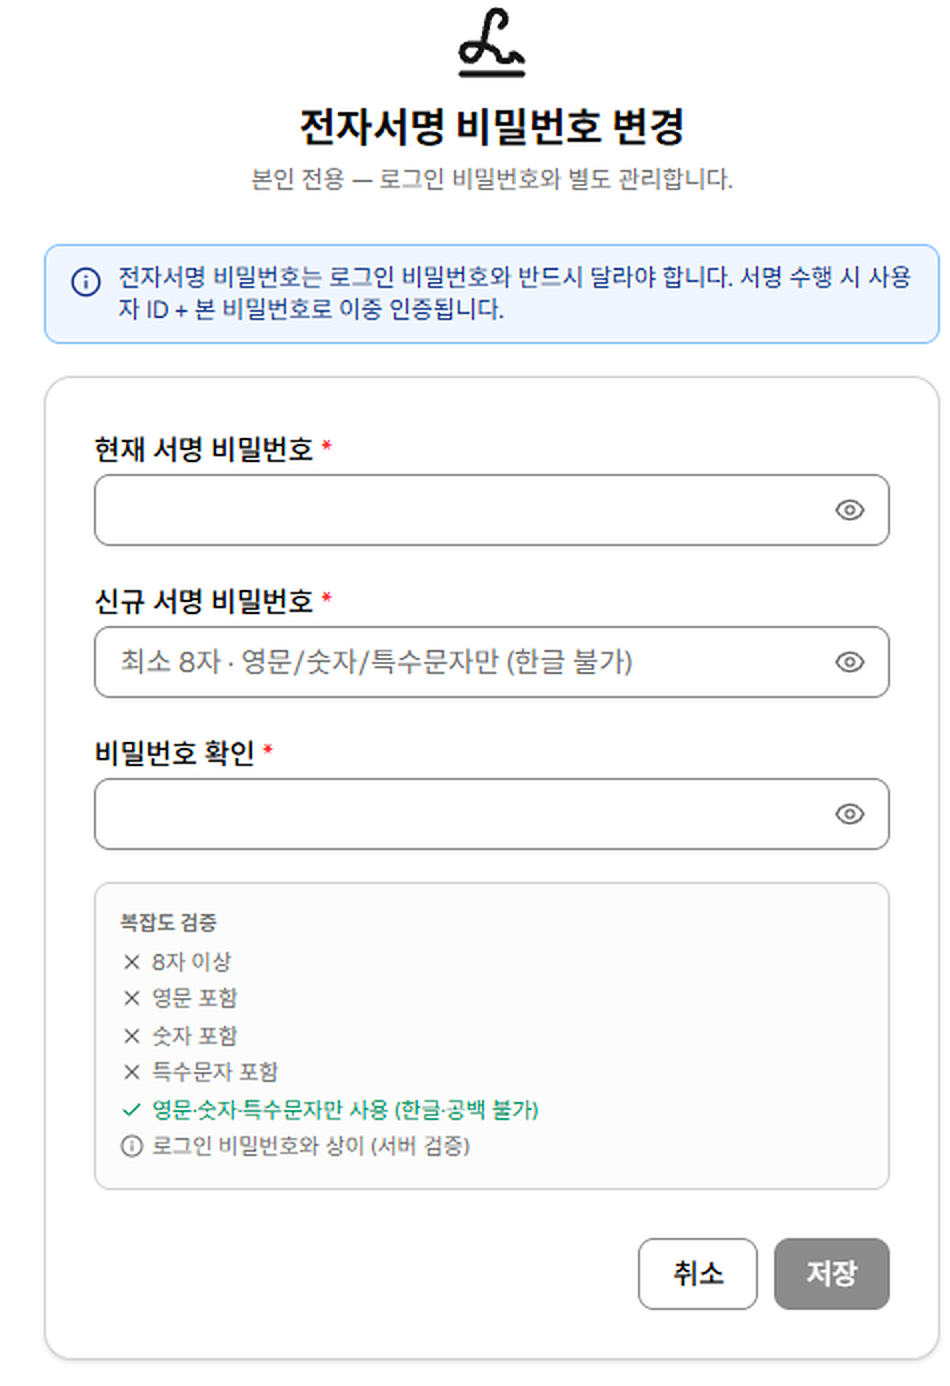 전자서명 비밀번호 변경
본인 전용 — 로그인 비밀번호와 별도 관리합니다.
전자서명 비밀번호는 로그인 비밀번호와 반드시 달라야 합니다. 서명 수행 시 사용
자 ID + 본 비밀번호로 이중 인증됩니다.
현재 서명 비밀번호 *
신규 서명 비밀번호 *
최소 8자 · 영문/숫자/특수문자만 (한글 불가)
비밀번호 확인 *
복잡도 검증
8자 이상
영문 포함
숫자 포함
특수문자 포함
영문·숫자·특수문자만 사용 (한글·공백 불가)
로그인 비밀번호와 상이 (서버 검증)
취소 저장